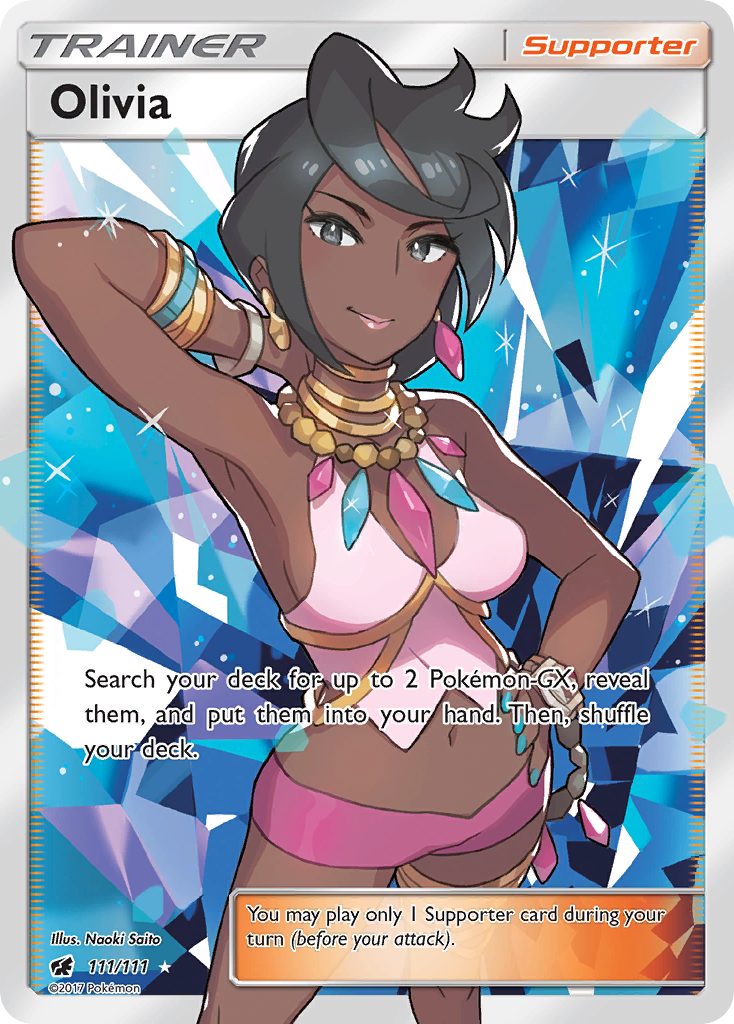 TRAINER
Supporter
Olivia
Search your deck for up to 2 Pokémon-GX, reveal
them, and put them into your hand. Then, shuffle
your deck.
You may play only 1 Supporter card during your
turn (before your attack).
Illus. Naoki Saito
111/111 ★
©2017 Pokémon